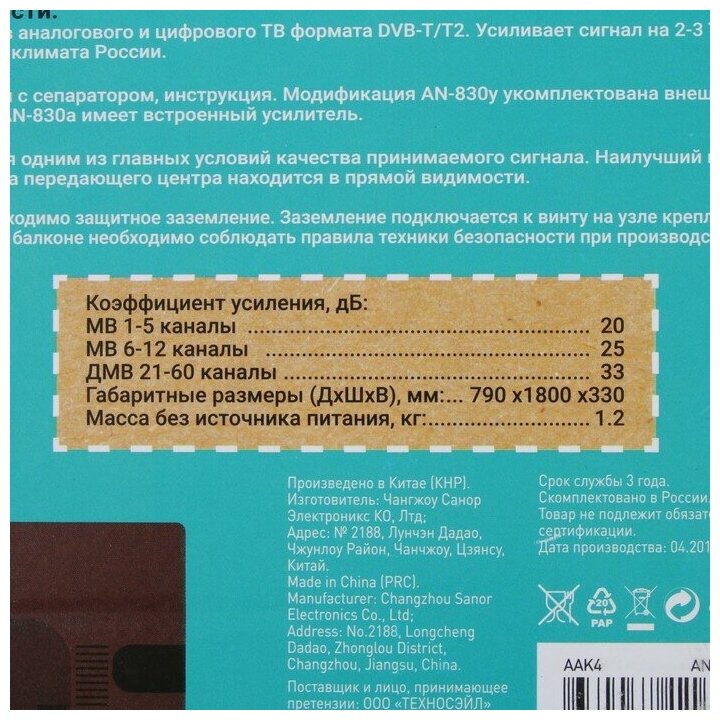 сти.
в аналогового и цифрового ТВ формата DVB-T/T2. Усиливает сигнал на 2-3
климата России.
с сепаратором, инструкция. Модификация AN-830у укомплектована внеш
AN-830а имеет встроенный усилитель.
я одним из главных условий качества принимаемого сигнала. Наилучший
а передающего центра находится в прямой видимости.
ходимо защитное заземление. Заземление подключается к винту на узле крепл
балконе необходимо соблюдать правила техники безопасности при производс
Коэффициент усиления, дБ:
МВ 1-5 каналы ........ 20
МВ 6-12 каналы ........ 25
ДМВ 21-60 каналы ........ 33
Габаритные размеры (ДхШхВ), мм:... 790 х1800 х330
Масса без источника питания, кг:........ 1.2
Произведено в Китае (КНР).
Изготовитель: Чангжоу Санор
Электроникс КО, Лтд;
Адрес: № 2188, Лунчэн Дадао,
Чжунлоу Район, Чанчжоу, Цзянсу,
Китай.
Made in China (PRC).
Manufacturer: Changzhou Sanor
Electronics Co., Ltd;
Address: No.2188, Longcheng
Dadao, Zhonglou District,
Changzhou, Jiangsu, China.
Поставщик и лицо, принимающее
претензии: ООО «ТЕХНОСЭЙЛ»
Срок службы 3 года.
Скомплектовано в России.
Товар не подлежит обязате
сертификации.
Дата производства: 04.201
20
PAP
AAK4
AN